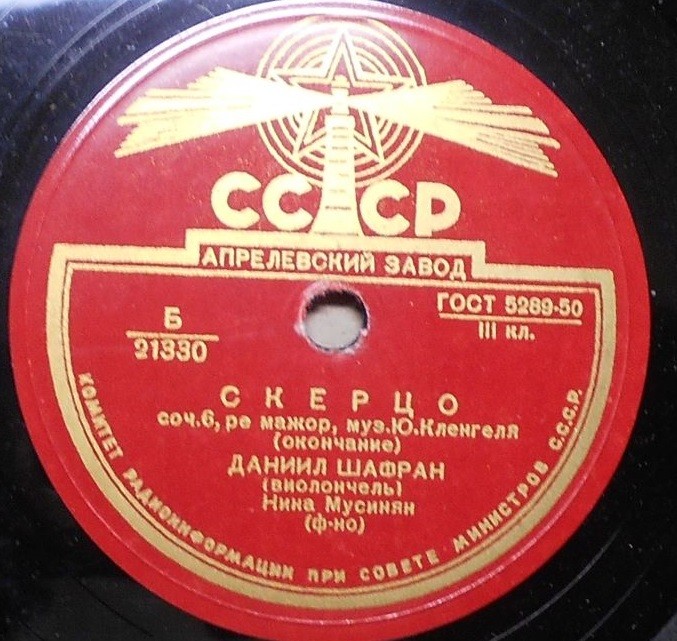 СССР
АПРЕЛЕВСКИЙ ЗАВОД
Б
21330
ГОСТ 5289-50
III кл.
СКЕРЦО
соч.6, ре мажор, муз.Ю.Кленгеля
(окончание)
ДАНИИЛ ШАФРАН
(виолончель)
Нина Мусинян
(ф-но)
КОМИТЕТ РАДИОИНФОРМАЦИИ ПРИ СОВЕТЕ МИНИСТРОВ С.С.С.Р.